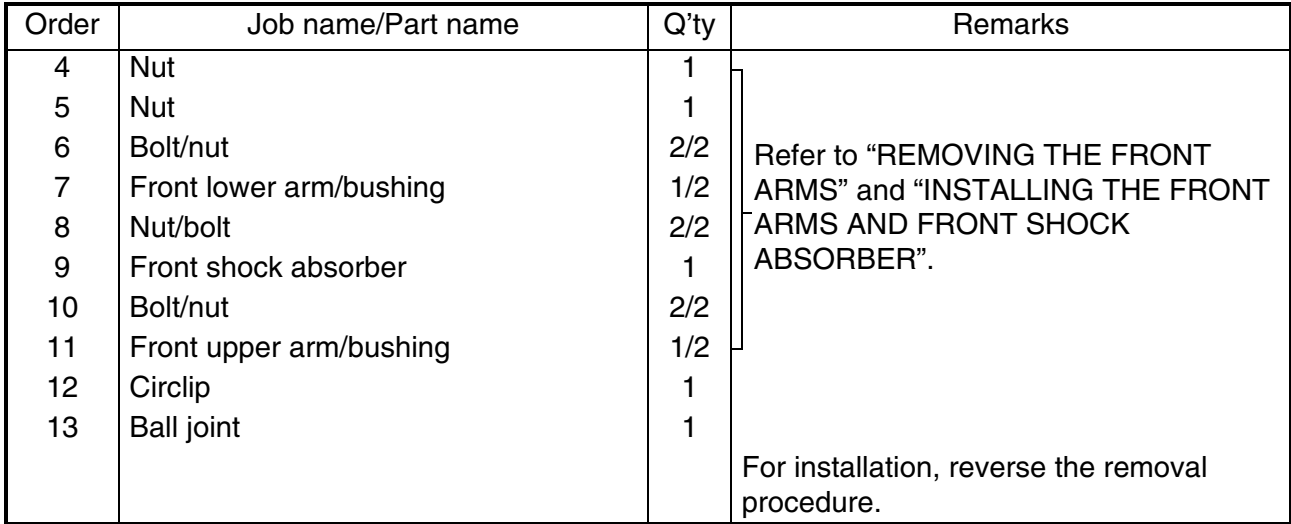 Order Job name/Part name Q’ty Remarks
4 Nut 1
5 Nut 1
6 Bolt/nut 2/2
7 Front lower arm/bushing 1/2
8 Nut/bolt 2/2
9 Front shock absorber 1
10 Bolt/nut 2/2
11 Front upper arm/bushing 1/2
12 Circlip 1
13 Ball joint 1
Refer to “REMOVING THE FRONT
ARMS” and “INSTALLING THE FRONT
ARMS AND FRONT SHOCK
ABSORBER”.
For installation, reverse the removal
procedure.